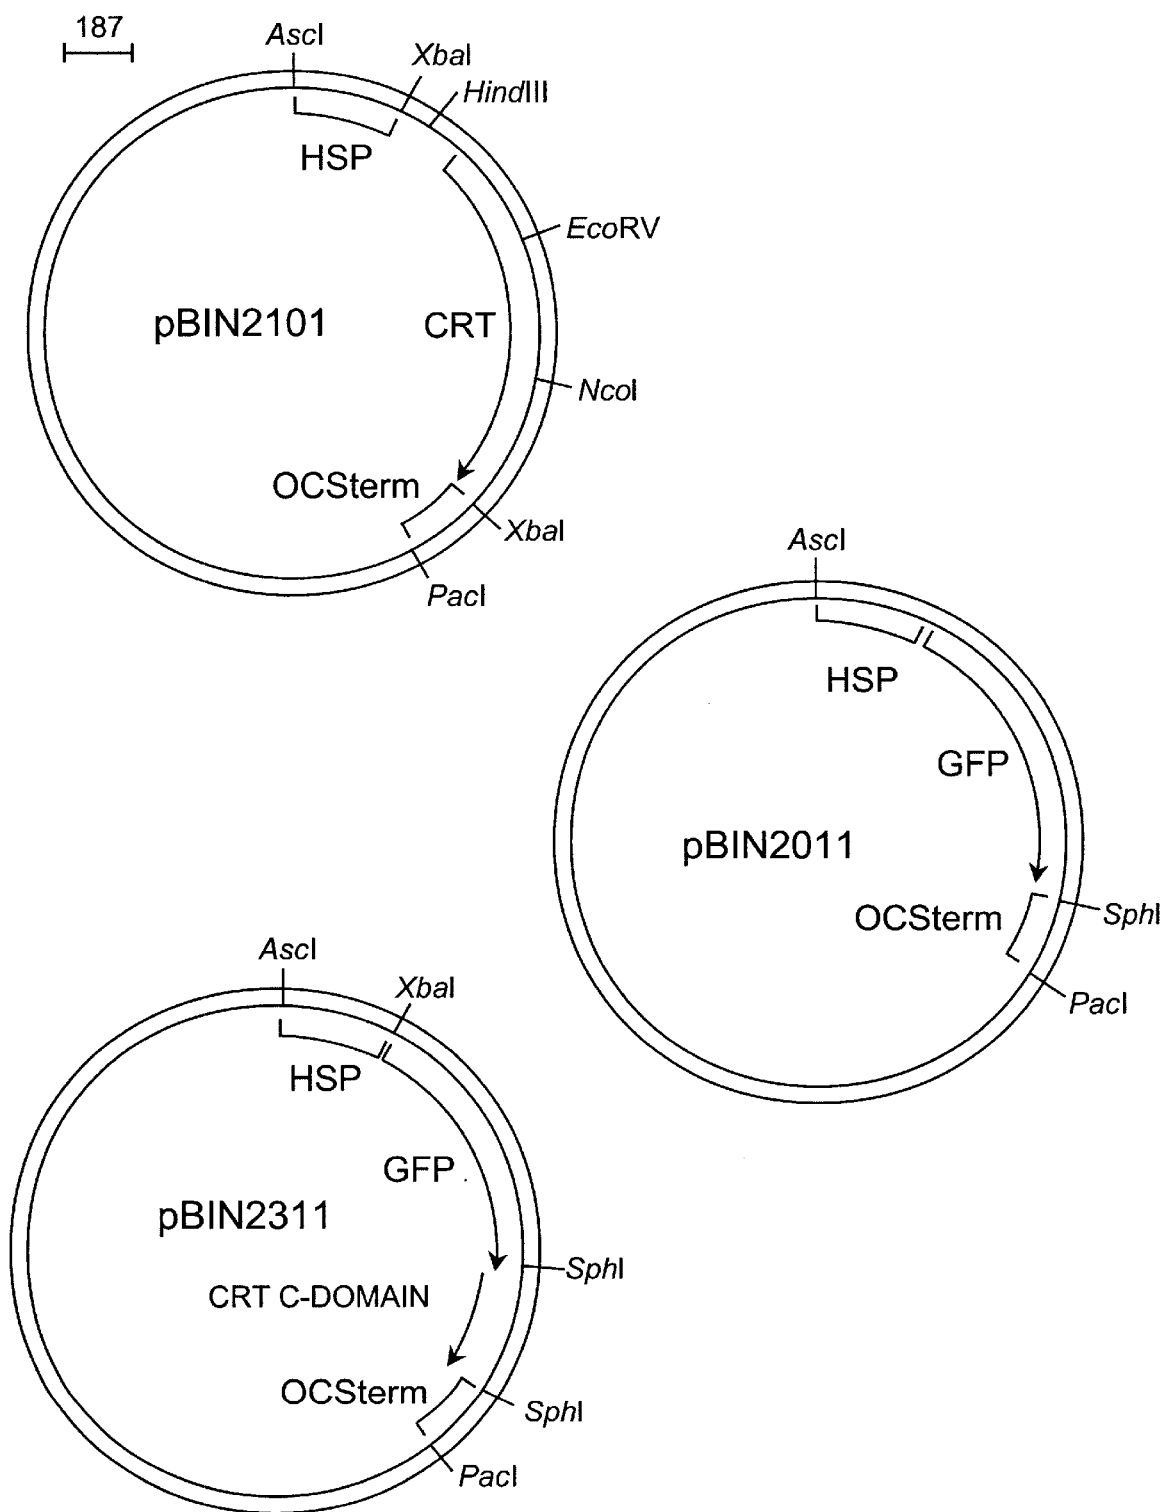 187
AscI
XbaI
HindIII
HSP
EcoRV
pBIN2101
CRT
NcoI
OCSterm
XbaI
PacI
AscI
HSP
GFP
pBIN2011
OCSterm
SphI
PacI
AscI
XbaI
HSP
GFP
pBIN2311
SphI
CRT C-DOMAIN
OCSterm
SphI
PacI